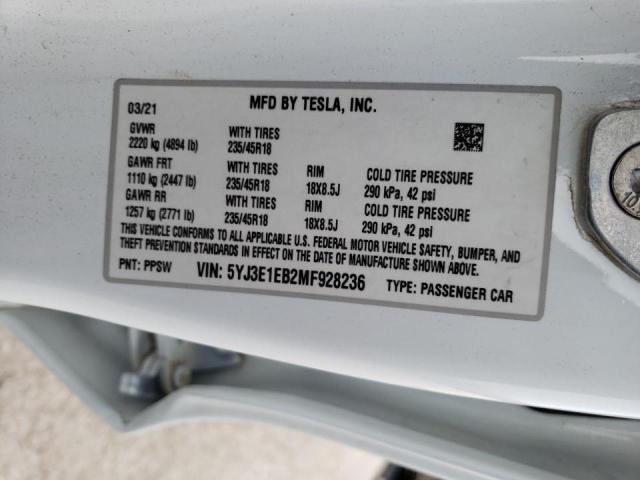 03/21 MFD BY TESLA, INC.
GVWR WITH TIRES
2220 kg (4894 lb) 235/45R18
GAWR FRT WITH TIRES RIM COLD TIRE PRESSURE
1110 kg (2447 lb) 235/45R18 18X8.5J 290 kPa, 42 psi
GAWR RR WITH TIRES RIM COLD TIRE PRESSURE
1257 kg (2771 lb) 235/45R18 18X8.5J 290 kPa, 42 psi
THIS VEHICLE CONFORMS TO ALL APPLICABLE U.S. FEDERAL MOTOR VEHICLE SAFETY, BUMPER, AND
THEFT PREVENTION STANDARDS IN EFFECT ON THE DATE OF MANUFACTURE SHOWN ABOVE.
PNT: PPSW VIN: 5YJ3E1EB2MF928236 TYPE: PASSENGER CAR
10